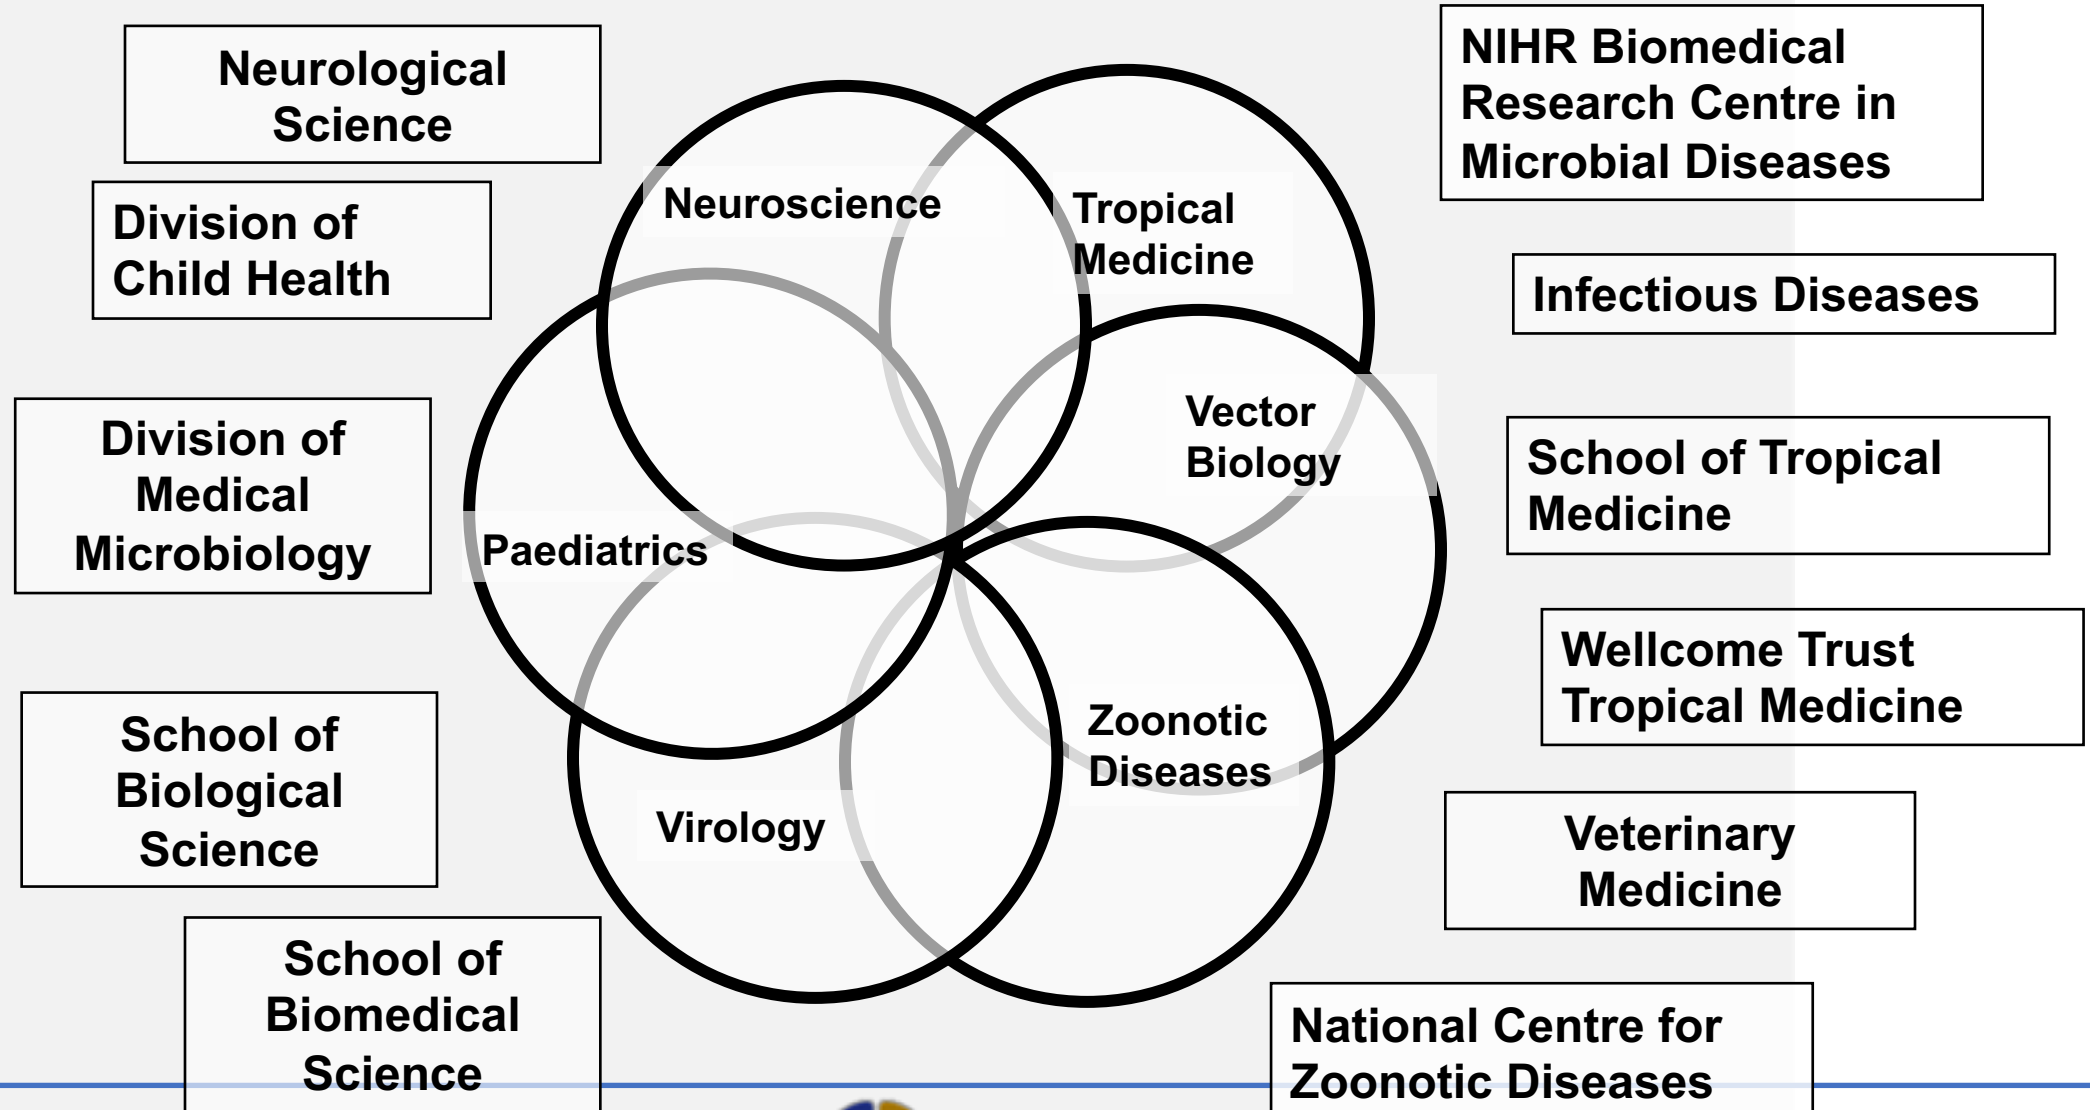 Neurological
Science
Division of
Child Health
Division of
Medical
Microbiology
School of
Biological
Science
School of
Biomedical
Science
Neuroscience
Tropical
Medicine
Vector
Biology
Paediatrics
Zoonotic
Diseases
Virology
NIHR Biomedical
Research Centre in
Microbial Diseases
Infectious Diseases
School of Tropical
Medicine
Wellcome Trust
Tropical Medicine
Veterinary
Medicine
National Centre for
Zoonotic Diseases